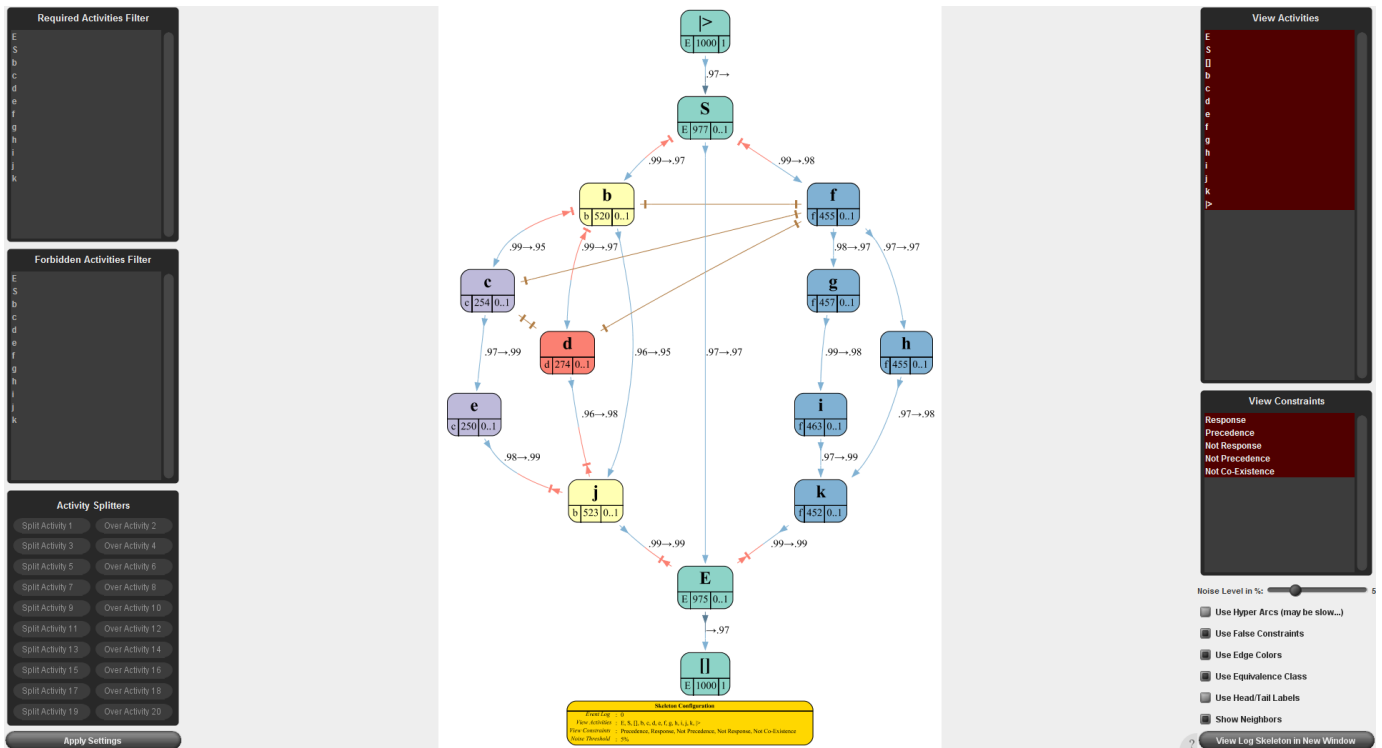 Required Activities Filter
E
S
b
c
d
e
f
g
h
i
j
k
Forbidden Activities Filter
E
S
b
c
d
e
f
g
h
i
j
k
Activity Splitters
Split Activity 1 Over Activity 2
Split Activity 3 Over Activity 4
Split Activity 5 Over Activity 6
Split Activity 7 Over Activity 8
Split Activity 9 Over Activity 10
Split Activity 11 Over Activity 12
Split Activity 13 Over Activity 14
Split Activity 15 Over Activity 16
Split Activity 17 Over Activity 18
Split Activity 19 Over Activity 20
Apply Settings
|>
E 1000 1
.97→
S
E 977 0..1
.99→.97
.99→.98
b
b 520 0..1
f
f 455 0..1
.99→.95
.99→.97
.98→.97
.97→.97
c
c 254 0..1
g
f 457 0..1
d
d 274 0..1
h
f 455 0..1
.97→.99
.96→.95
.97→.97
.99→.98
e
c 250 0..1
i
f 463 0..1
.96→.98
.97→.98
.98→.99
.97→.99
j
b 523 0..1
k
f 452 0..1
.99→.99
.99→.99
E
E 975 0..1
→.97
[]
E 1000 1
Skeleton Configuration
Event Log : 0
View Activities : E, S, [], b, c, d, e, f, g, h, i, j, k, |>
View Constraints : Precedence, Response, Not Precedence, Not Response, Not Co-Existence
Noise Threshold : 5%
View Activities
E
S
[]
b
c
d
e
f
g
h
i
j
k
|>
View Constraints
Response
Precedence
Not Response
Not Precedence
Not Co-Existence
Noise Level in %: 5
Use Hyper Arcs (may be slow...)
Use False Constraints
Use Edge Colors
Use Equivalence Class
Use Head/Tail Labels
Show Neighbors
? View Log Skeleton in New Window